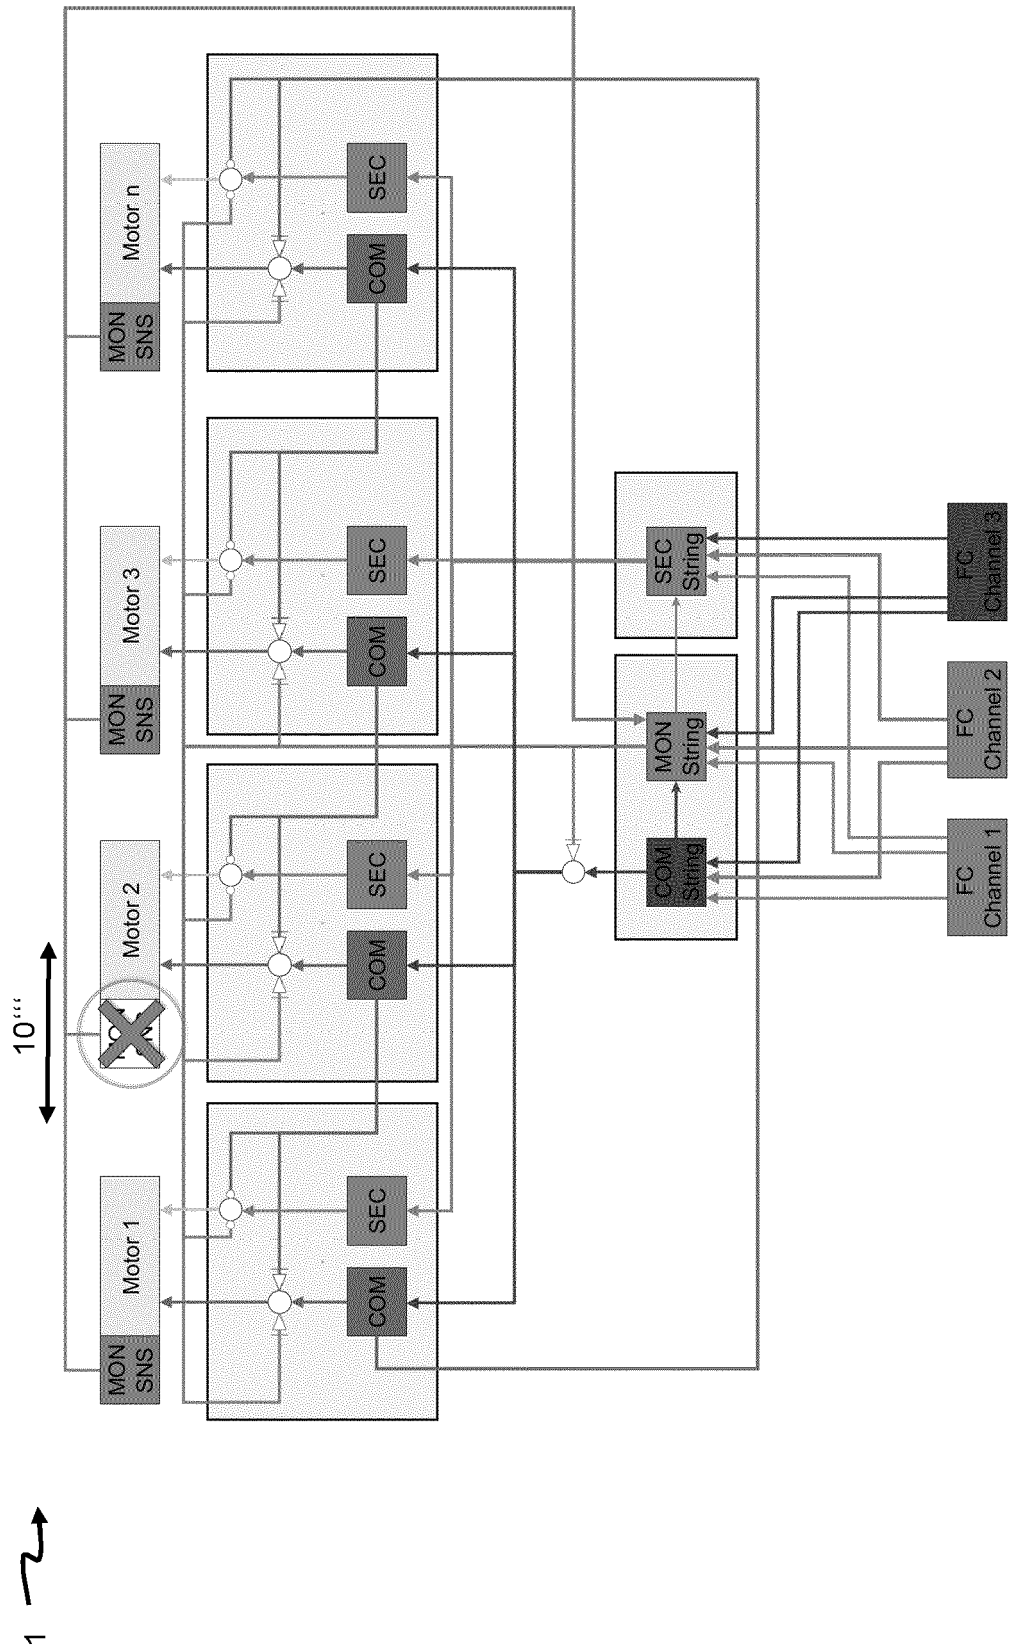 1
10“‘
MON
SNS
Motor 1
Motor 2
MON
SNS
Motor 3
MON
SNS
Motor n
COM
SEC
COM
SEC
COM
SEC
COM
SEC
COM
String
MON
String
SEC
String
FC
Channel 1
FC
Channel 2
FC
Channel 3